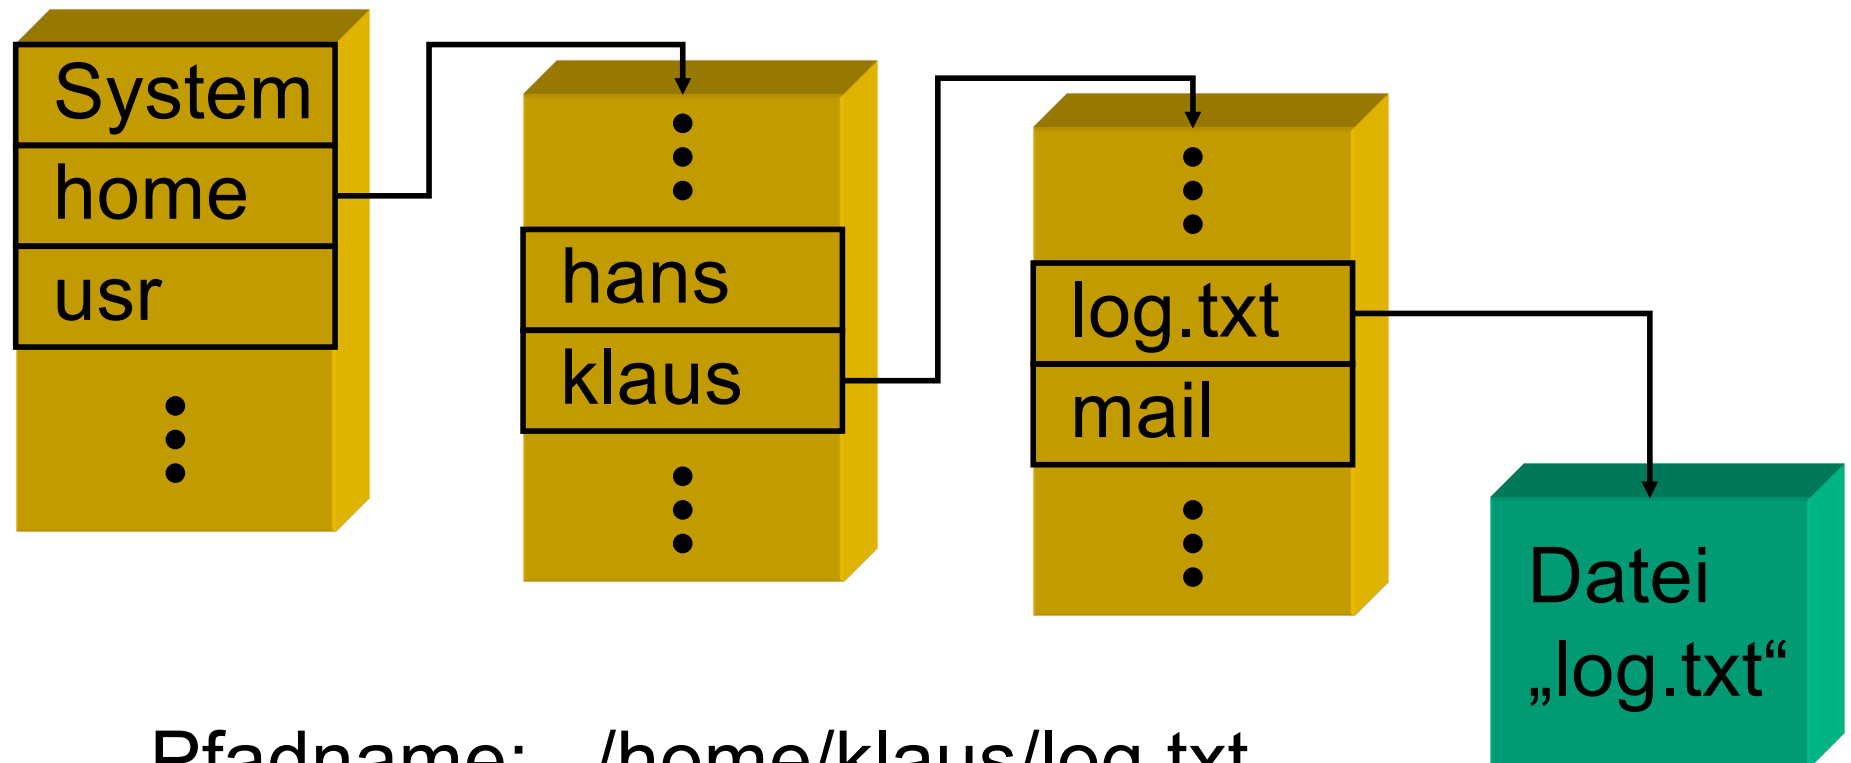 System
home
usr
hans
klaus
log.txt
mail
Datei
„log.txt“
Pfadname: /home/klaus/log.txt